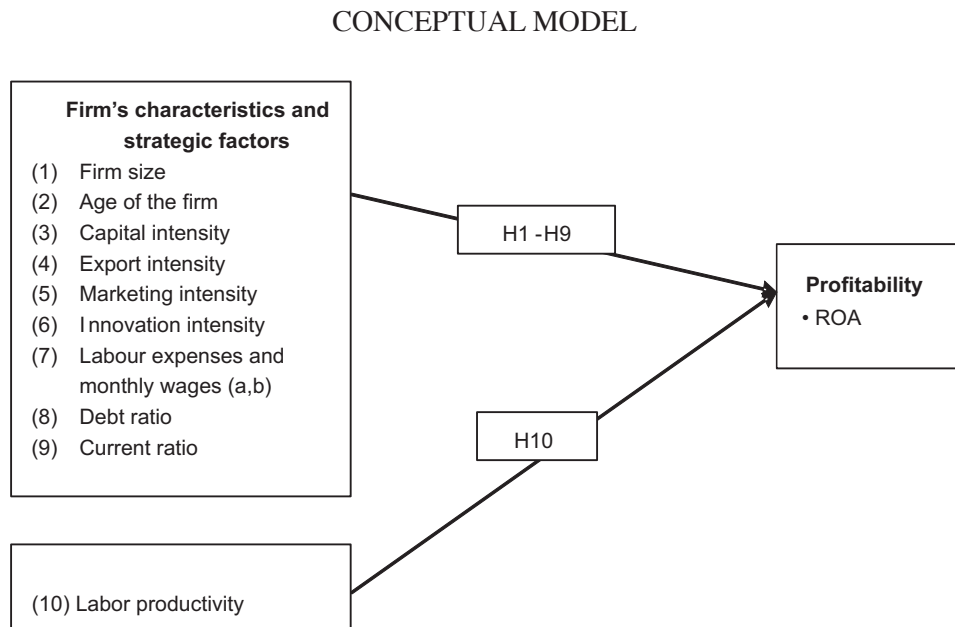 CONCEPTUAL MODEL
Firm's characteristics and
strategic factors
(1) Firm size
(2) Age of the firm
(3) Capital intensity
(4) Export intensity
(5) Marketing intensity
(6) Innovation intensity
(7) Labour expenses and
monthly wages (a,b)
(8) Debt ratio
(9) Current ratio
H1 -H9
Profitability
• ROA
H10
(10) Labor productivity